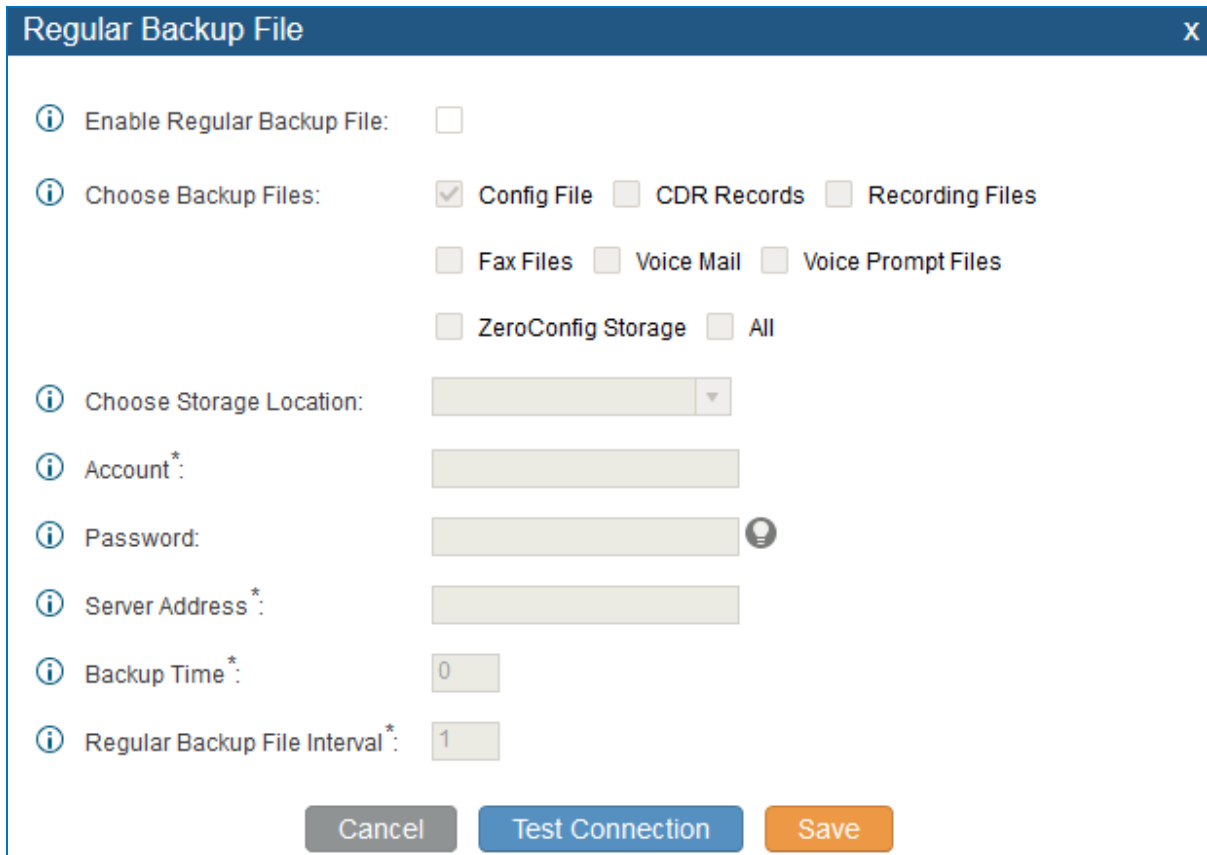 Regular Backup File x
Enable Regular Backup File:
Choose Backup Files: Config File CDR Records Recording Files
Fax Files Voice Mail Voice Prompt Files
ZeroConfig Storage All
Choose Storage Location:
Account*:
Password:
Server Address*:
Backup Time*: 0
Regular Backup File Interval*: 1
Cancel Test Connection Save